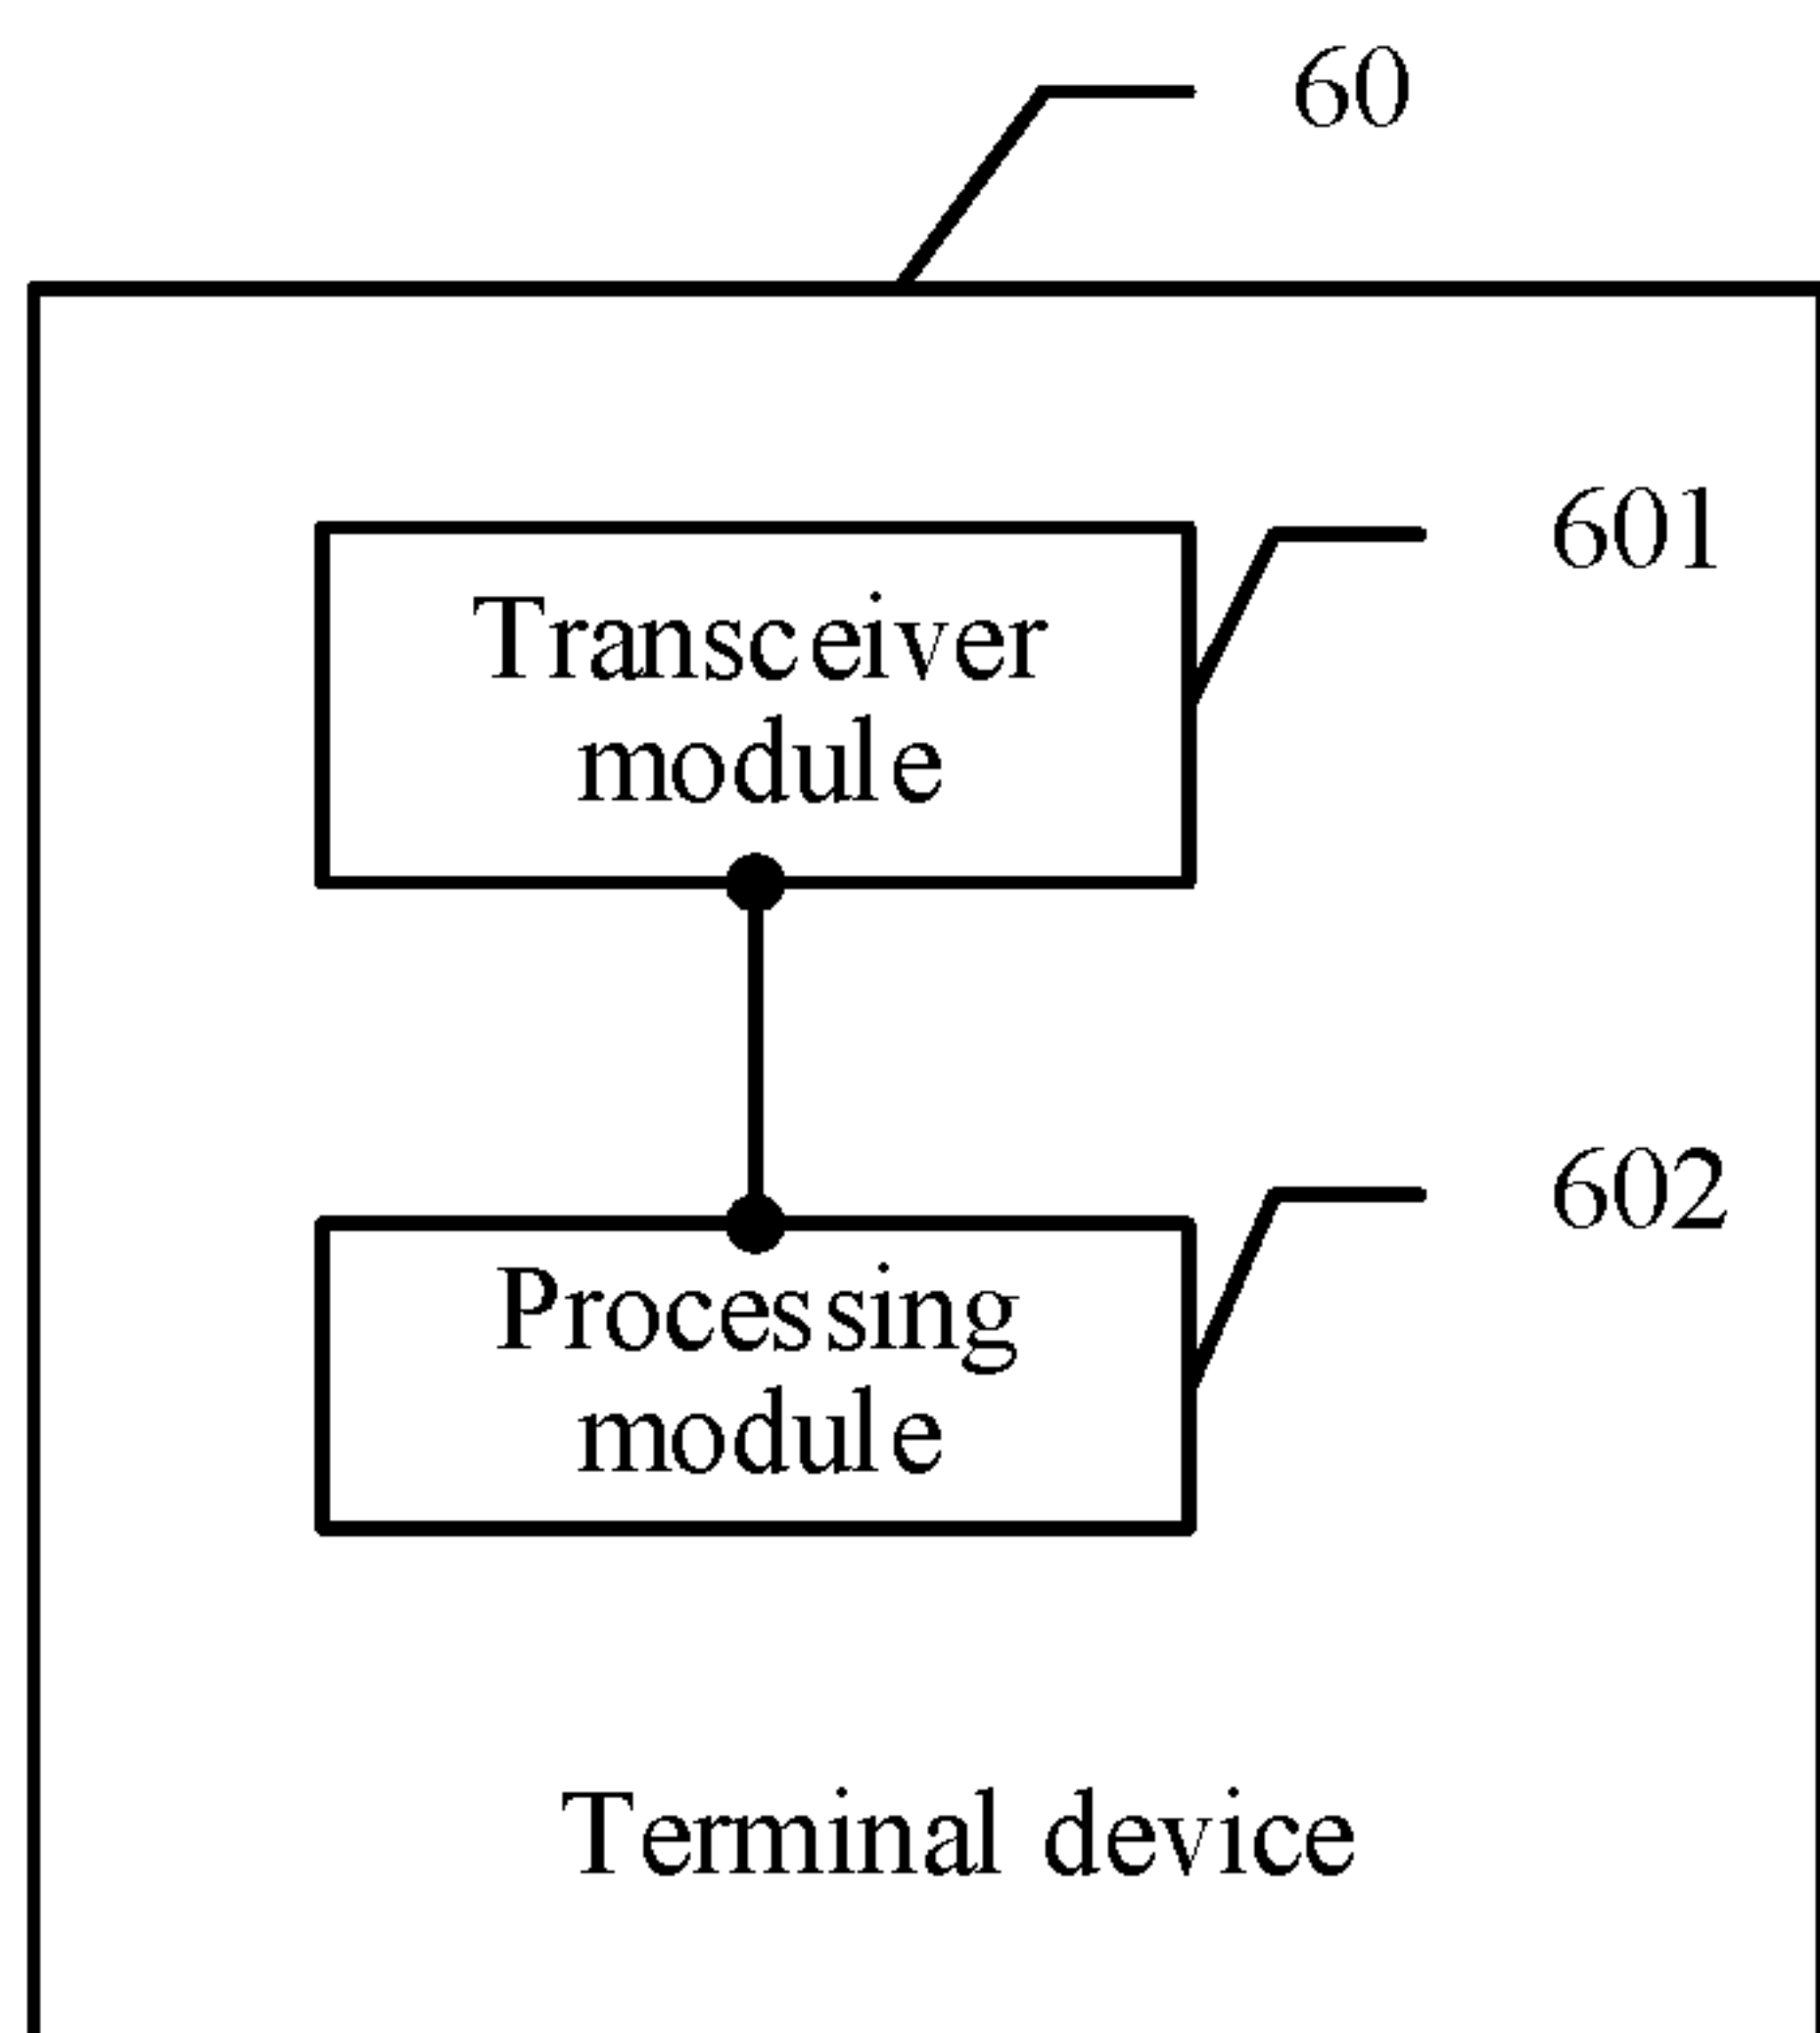 60
601
Transceiver
module
602
Processing
module
Terminal device